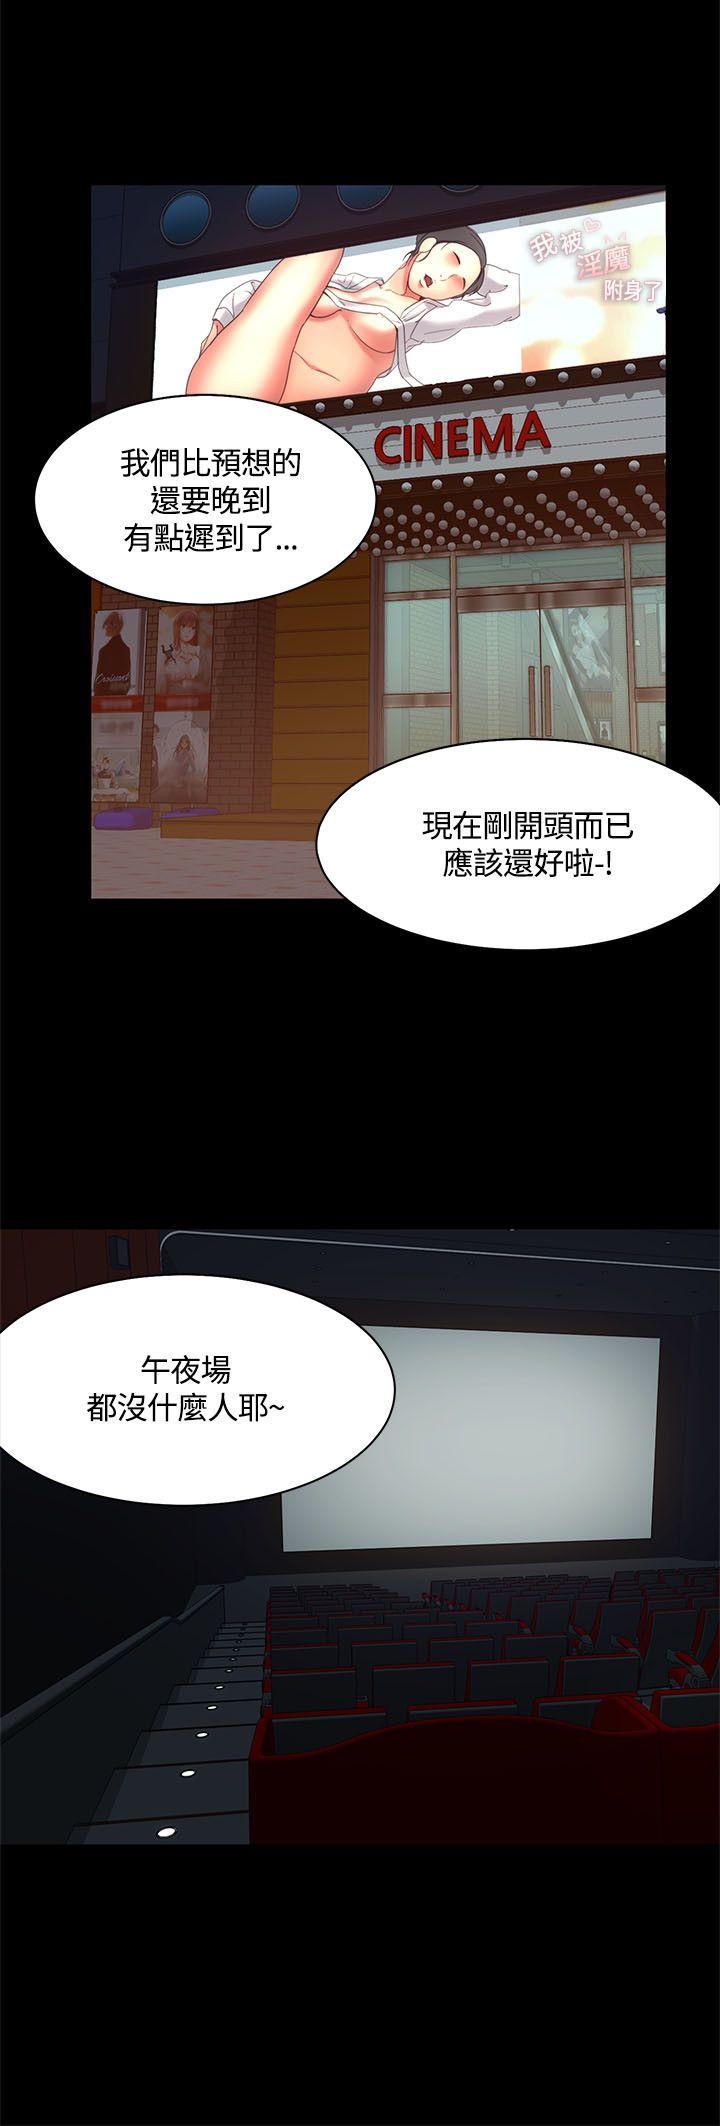 我被
淫魔
附身了
CINEMA
我們比預想的
還要晚到
有點遲到了...
Croissant
現在剛開頭而已
應該還好啦-!
午夜場
都沒什麼人耶~